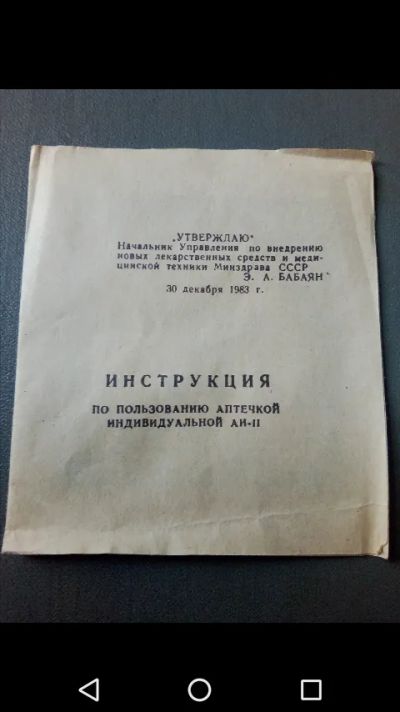 „УТВЕРЖДАЮ"
Начальник Управления по внедрению
новых лекарственных средств и меди-
цинской техники Минздрава СССР
Э. А. БАБАЯН
30 декабря 1983 г.
ИНСТРУКЦИЯ
ПО ПОЛЬЗОВАНИЮ АПТЕЧКОЙ
ИНДИВИДУАЛЬНОЙ АИ-II